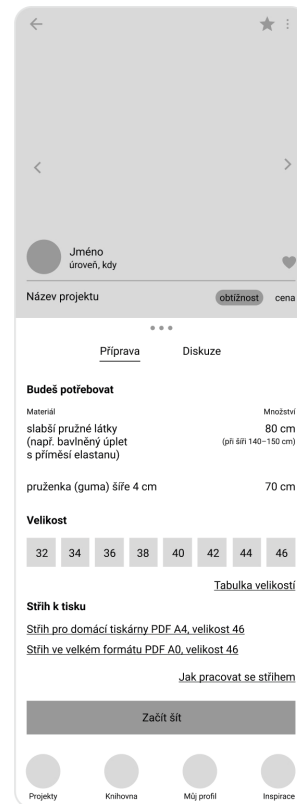 Jméno
úroveň, kdy
Název projektu
obtížnost cena
Příprava Diskuze
Budeš potřebovat
Materiál Množství
slabší pružné látky 80 cm
(např. bavlněný úplet (při šíři 140–150 cm)
s příměsí elastanu)
pruženka (guma) šíře 4 cm 70 cm
Velikost
32 34 36 38 40 42 44 46
Tabulka velikostí
Střih k tisku
Střih pro domácí tiskárny PDF A4, velikost 46
Střih ve velkém formátu PDF A0, velikost 46
Jak pracovat se střihem
Začít šít
Projekty Knihovna Můj profil Inspirace